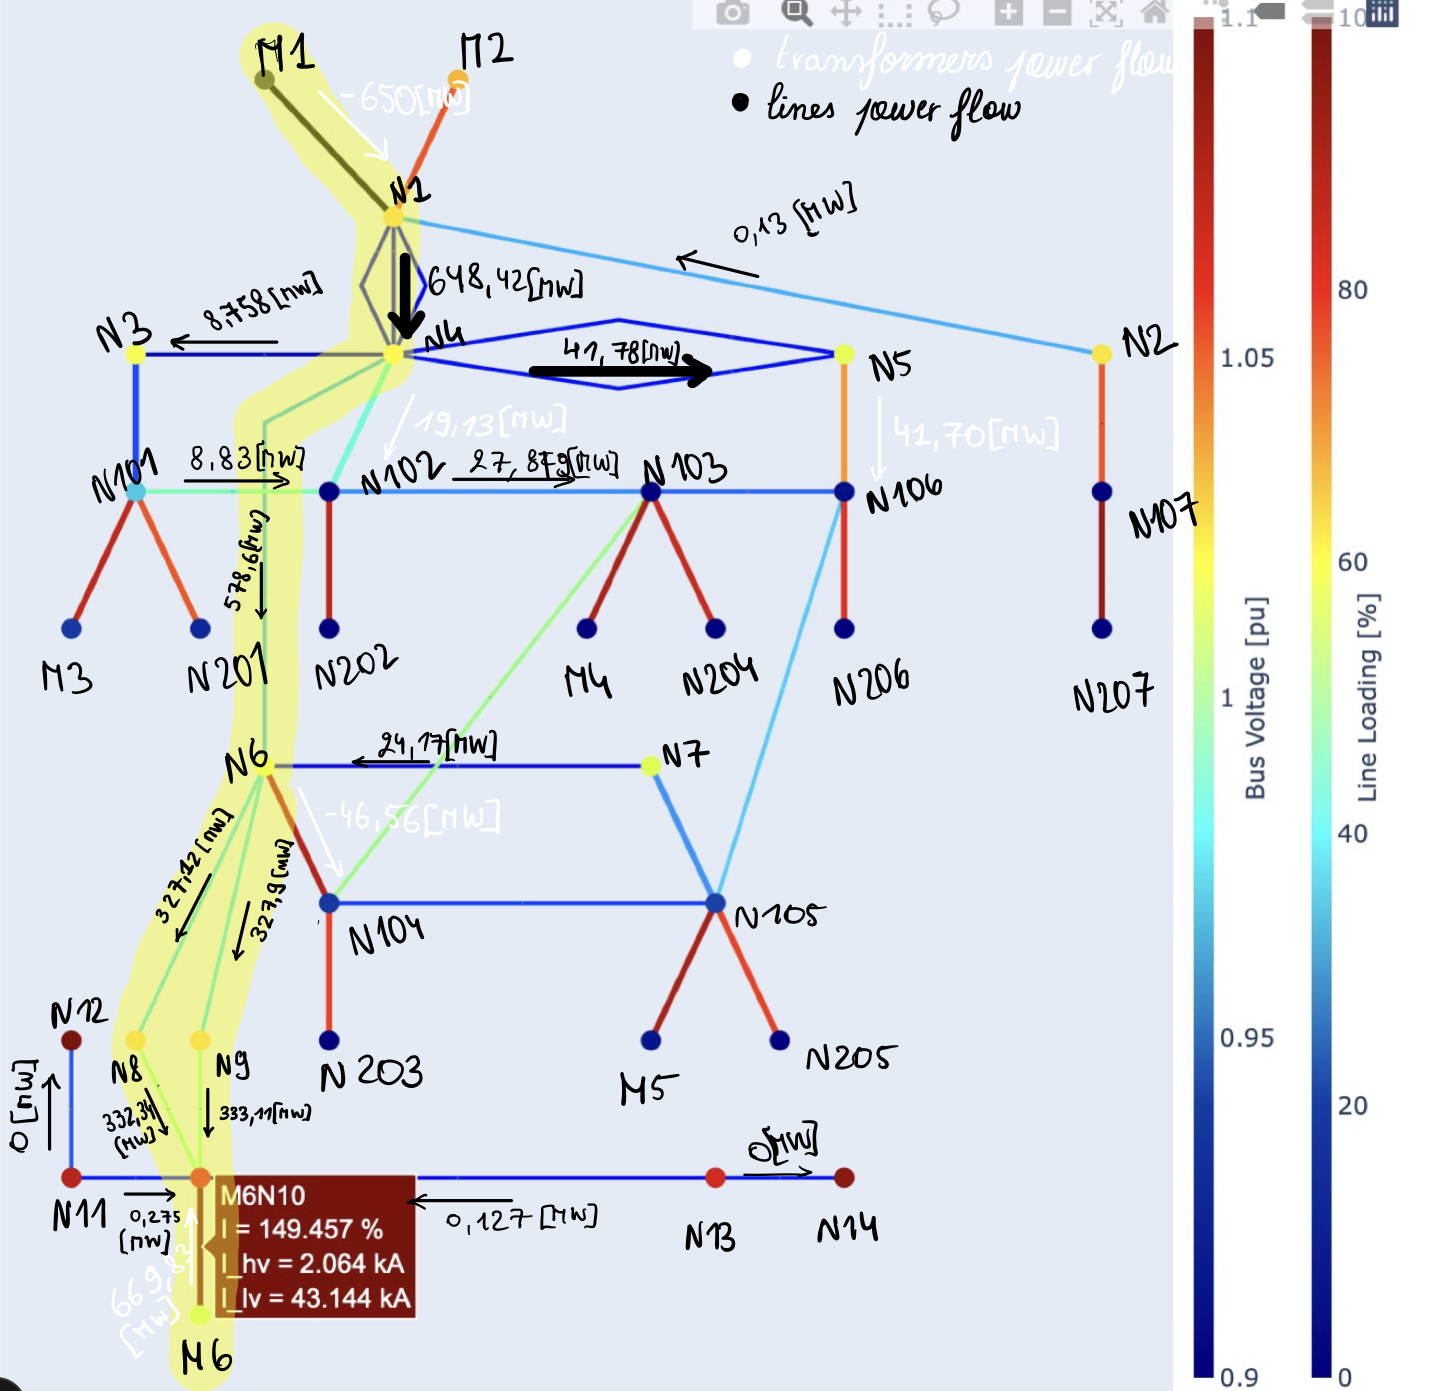 M1
M2
transformers power flow
lines power flow
-650[MW]
N1
0,13 [MW]
8,758[MW]
648,42[MW]
N3
N4
41,78[MW]
N5
N2
19,13[MW]
41,70[MW]
8,83[MW]
27,879[MW]
N101
N102
N103
N106
N107
578,6[MW]
M3
N201
N202
M4
N204
N206
N207
24,17[MW]
N6
N7
-46,56[MW]
327,12[MW]
327,9[MW]
N104
N105
N12
N8
N9
N203
M5
N205
0[MW]
332,34
[MW]
333,11[MW]
0[MW]
N11
0,275
[MW]
M6N10
I = 149.457 %
I_hv = 2.064 kA
I_lv = 43.144 kA
0,127 [MW]
N13
N14
669,83
[MW]
M6
1.1
1.05
1
0.95
0.9
Bus Voltage [pu]
10
80
60
40
20
0
Line Loading [%]